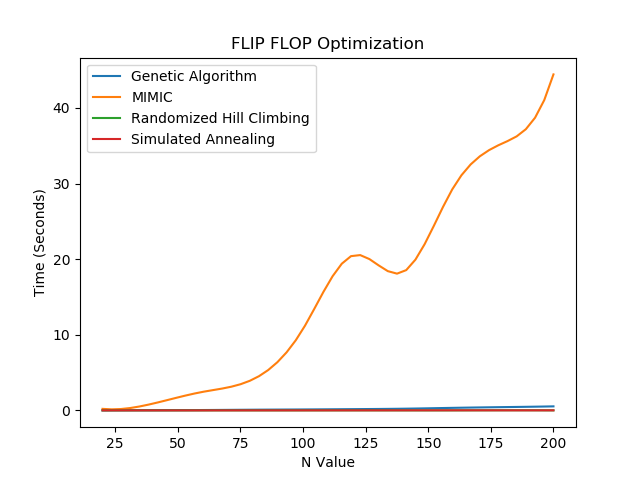 FLIP FLOP Optimization
Genetic Algorithm
MIMIC
Randomized Hill Climbing
Simulated Annealing
Time (Seconds)
40
30
20
10
0
25 50 75 100 125 150 175 200
N Value